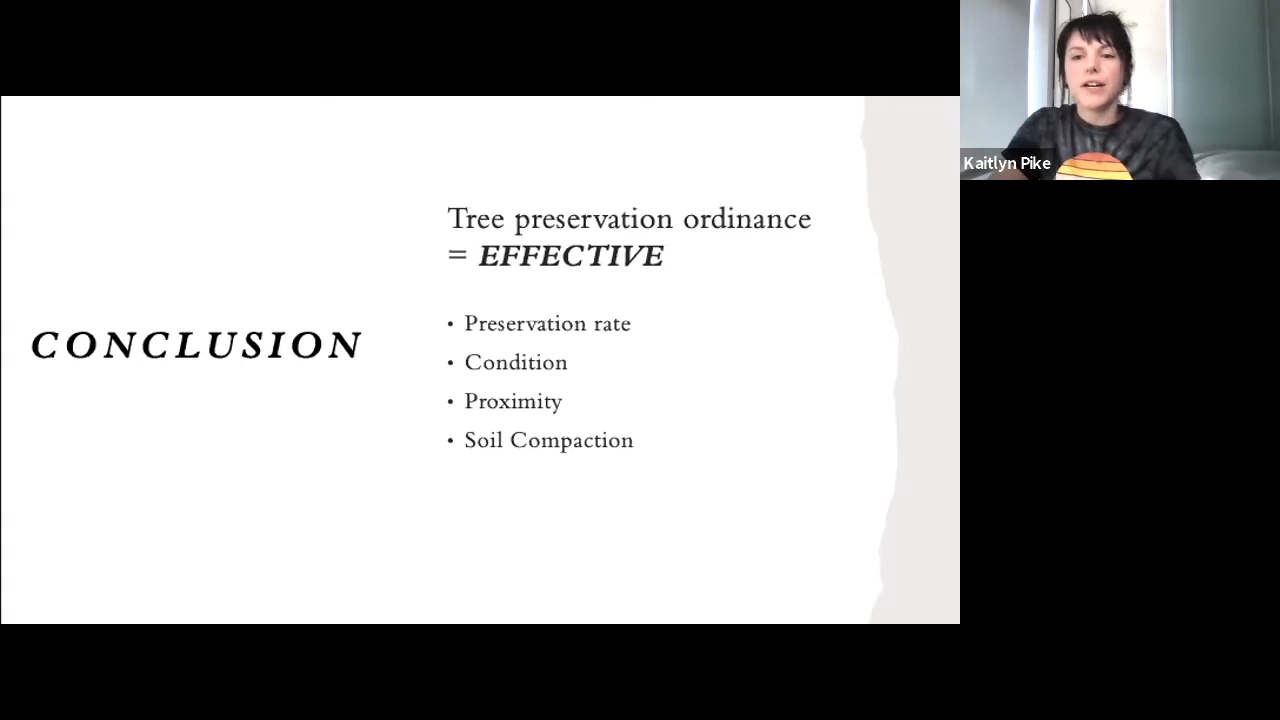 Kaitlyn Pike
Tree preservation ordinance
= EFFECTIVE
CONCLUSION
• Preservation rate
• Condition
• Proximity
• Soil Compaction